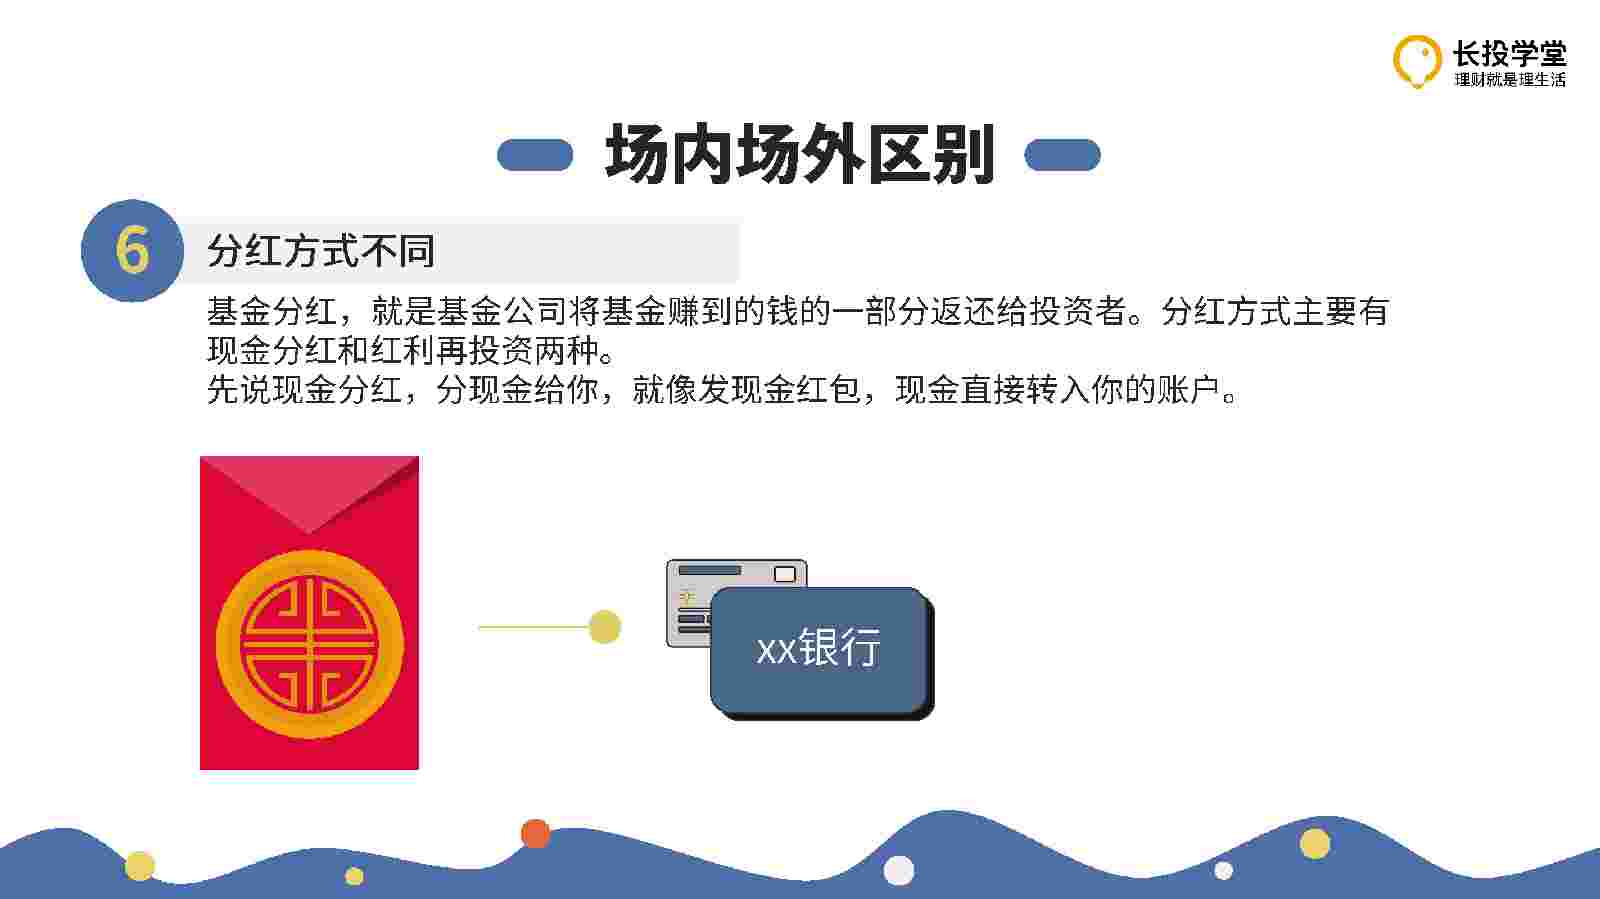 长投学堂
理财就是理生活
场内场外区别
6
分红方式不同
基金分红，就是基金公司将基金赚到的钱的一部分返还给投资者。分红方式主要有
现金分红和红利再投资两种。
先说现金分红，分现金给你，就像发现金红包，现金直接转入你的账户。
xx银行